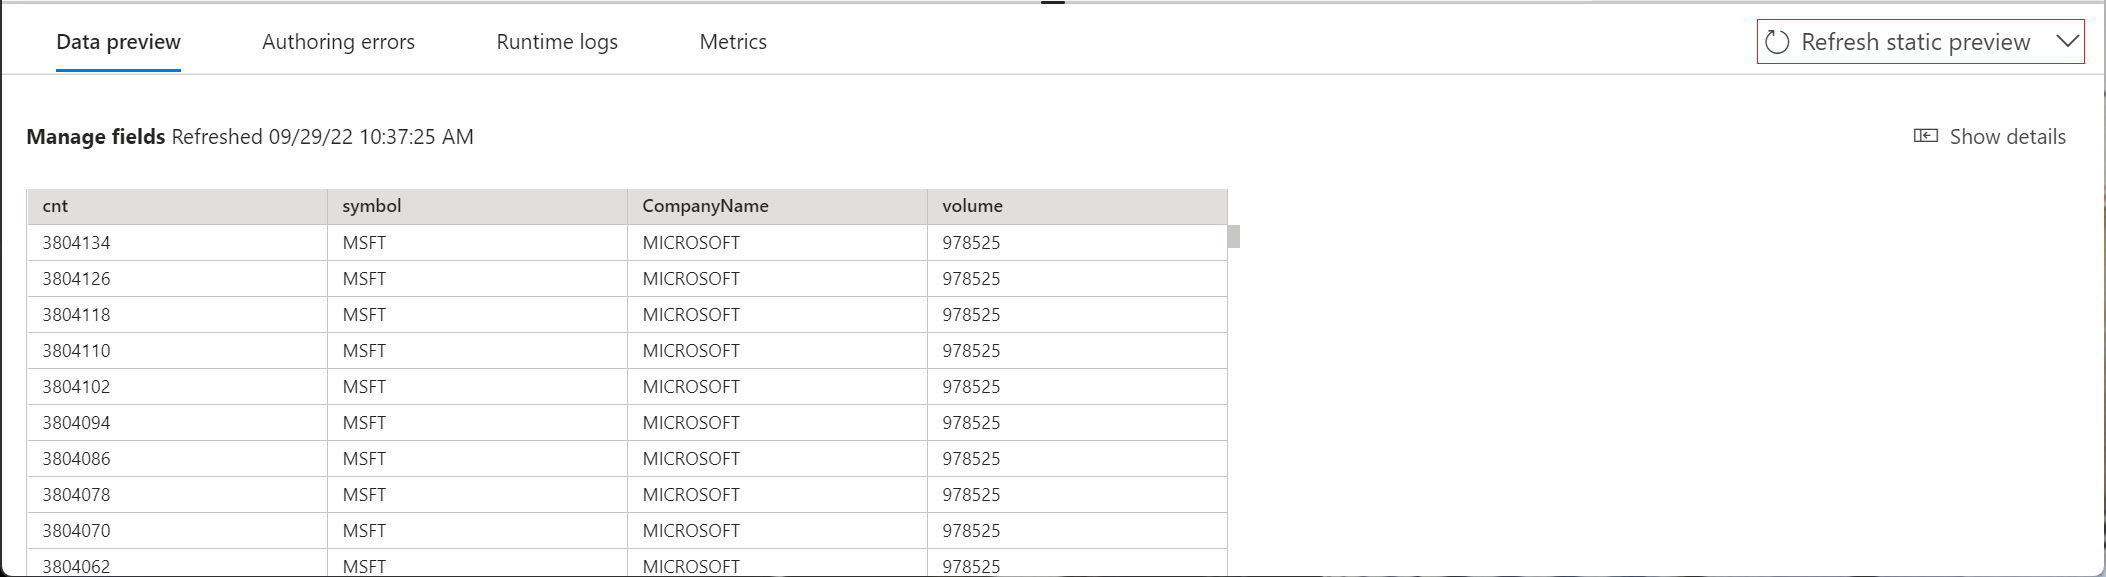 Data preview Authoring errors Runtime logs Metrics Refresh static preview
Manage fields Refreshed 09/29/22 10:37:25 AM Show details
cnt symbol CompanyName volume
3804134 MSFT MICROSOFT 978525
3804126 MSFT MICROSOFT 978525
3804118 MSFT MICROSOFT 978525
3804110 MSFT MICROSOFT 978525
3804102 MSFT MICROSOFT 978525
3804094 MSFT MICROSOFT 978525
3804086 MSFT MICROSOFT 978525
3804078 MSFT MICROSOFT 978525
3804070 MSFT MICROSOFT 978525
3804062 MSFT MICROSOFT 978525